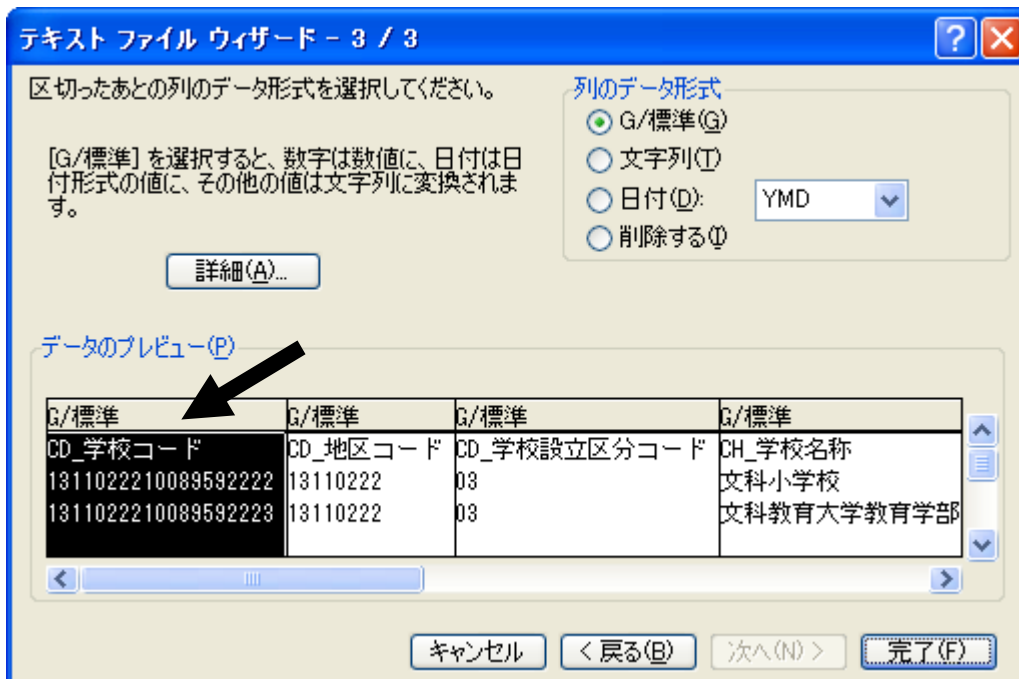 テキスト ファイル ウィザード - 3 / 3
区切ったあとの列のデータ形式を選択してください。
[G/標準] を選択すると、数字は数値に、日付は日
付形式の値に、その他の値は文字列に変換されま
す。
詳細(A)...
列のデータ形式
G/標準(G)
文字列(T)
日付(D):
YMD
削除する(I)
データのプレビュー(P)
G/標準 G/標準 G/標準 G/標準
CD_学校コード CD_地区コード CD_学校設立区分コード CH_学校名称
1311022210089592222 13110222 03 文科小学校
1311022210089592223 13110222 03 文科教育大学教育学部
キャンセル < 戻る(B) 次へ(N) > 完了(F)